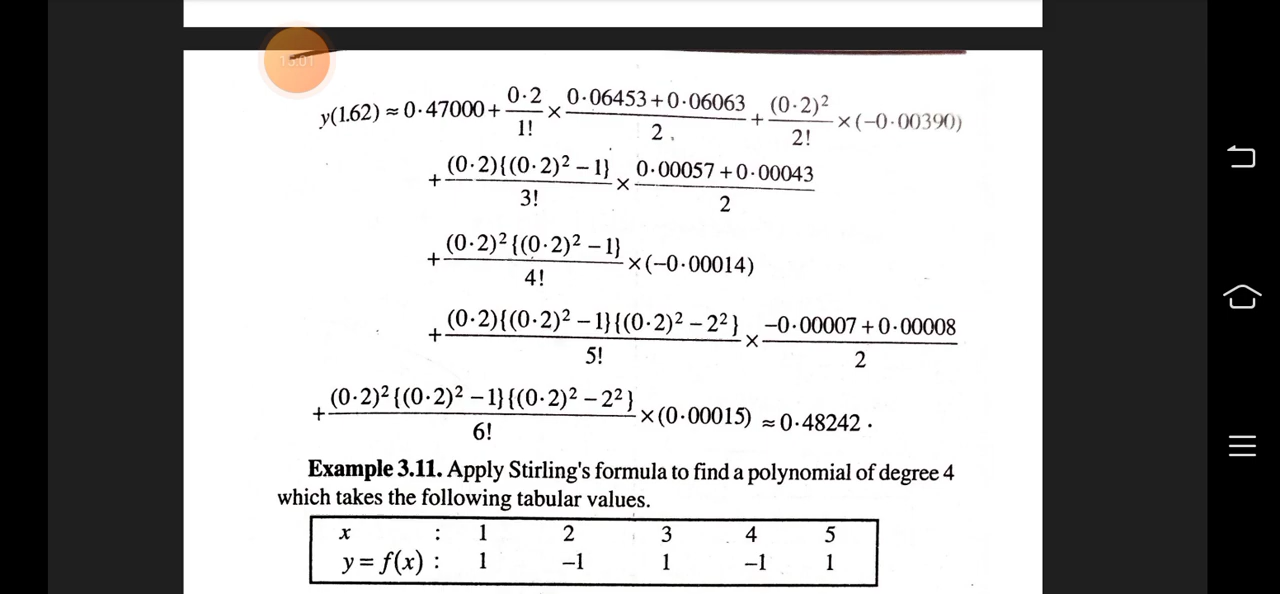 15:01
y(1.62) ≈ 0·47000 + 0·2/1! × (0·06453 + 0·06063)/2 . + (0·2)²/2! × (−0·00390)
+ (0·2){(0·2)² − 1}/3! × (0·00057 + 0·00043)/2
+ (0·2)²{(0·2)² − 1}/4! × (−0·00014)
+ (0·2){(0·2)² − 1}{(0·2)² − 2²}/5! × (−0·00007 + 0·00008)/2
+ (0·2)²{(0·2)² − 1}{(0·2)² − 2²}/6! × (0·00015) ≈ 0·48242 .
Example 3.11. Apply Stirling's formula to find a polynomial of degree 4
which takes the following tabular values.
x : 1 2 3 4 5
y = f(x) : 1 −1 1 −1 1